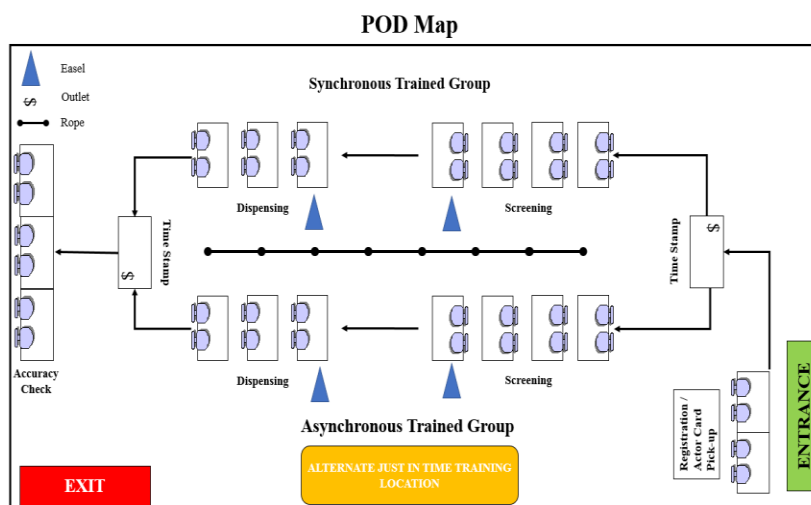 POD Map
Easel
Outlet
Rope
Synchronous Trained Group
Dispensing
Screening
Time Stamp
$
Time Stamp
$
$
Dispensing
Screening
Accuracy
Check
Asynchronous Trained Group
Registration /
Actor Card
Pick-up
ENTRANCE
ALTERNATE JUST IN TIME TRAINING
LOCATION
EXIT